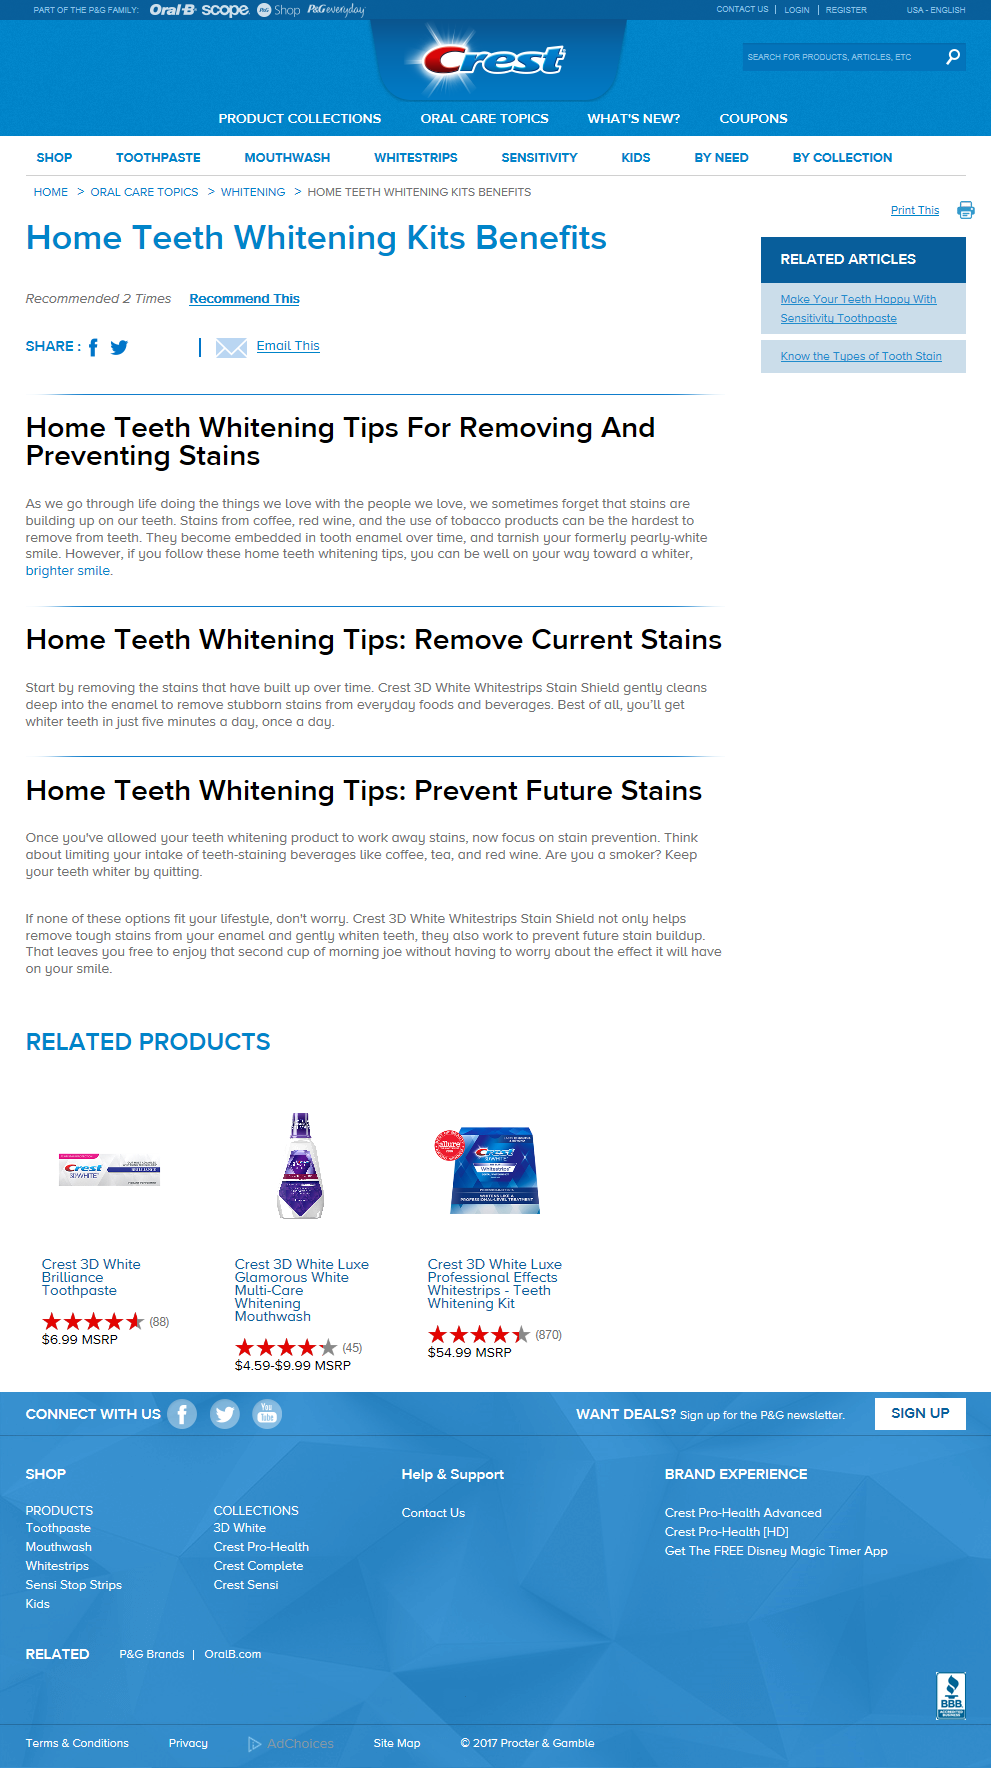 PART OF THE P&G FAMILY: Oral-B scope P&G Shop P&G everyday
CONTACT US | LOGIN | REGISTER USA - ENGLISH
Crest
SEARCH FOR PRODUCTS, ARTICLES, ETC
PRODUCT COLLECTIONS ORAL CARE TOPICS WHAT'S NEW? COUPONS
SHOP TOOTHPASTE MOUTHWASH WHITESTRIPS SENSITIVITY KIDS BY NEED BY COLLECTION
HOME > ORAL CARE TOPICS > WHITENING > HOME TEETH WHITENING KITS BENEFITS
Print This
Home Teeth Whitening Kits Benefits
Recommended 2 Times Recommend This
SHARE : | Email This
RELATED ARTICLES
Make Your Teeth Happy With
Sensitivity Toothpaste
Know the Types of Tooth Stain
Home Teeth Whitening Tips For Removing And
Preventing Stains
As we go through life doing the things we love with the people we love, we sometimes forget that stains are
building up on our teeth. Stains from coffee, red wine, and the use of tobacco products can be the hardest to
remove from teeth. They become embedded in tooth enamel over time, and tarnish your formerly pearly-white
smile. However, if you follow these home teeth whitening tips, you can be well on your way toward a whiter,
brighter smile.
Home Teeth Whitening Tips: Remove Current Stains
Start by removing the stains that have built up over time. Crest 3D White Whitestrips Stain Shield gently cleans
deep into the enamel to remove stubborn stains from everyday foods and beverages. Best of all, you'll get
whiter teeth in just five minutes a day, once a day.
Home Teeth Whitening Tips: Prevent Future Stains
Once you've allowed your teeth whitening product to work away stains, now focus on stain prevention. Think
about limiting your intake of teeth-staining beverages like coffee, tea, and red wine. Are you a smoker? Keep
your teeth whiter by quitting.
If none of these options fit your lifestyle, don't worry. Crest 3D White Whitestrips Stain Shield not only helps
remove tough stains from your enamel and gently whiten teeth, they also work to prevent future stain buildup.
That leaves you free to enjoy that second cup of morning joe without having to worry about the effect it will have
on your smile.
RELATED PRODUCTS
Crest
3DWHITE
BRILLIANCE
allure
Crest
3DWHITE
Whitestrips
WHITENS LIKE A
PROFESSIONAL-LEVEL TREATMENT
Crest 3D White
Brilliance
Toothpaste
(88)
$6.99 MSRP
Crest 3D White Luxe
Glamorous White
Multi-Care
Whitening
Mouthwash
(45)
$4.59-$9.99 MSRP
Crest 3D White Luxe
Professional Effects
Whitestrips - Teeth
Whitening Kit
(870)
$54.99 MSRP
CONNECT WITH US You Tube
WANT DEALS? Sign up for the P&G newsletter. SIGN UP
SHOP
PRODUCTS
Toothpaste
Mouthwash
Whitestrips
Sensi Stop Strips
Kids
COLLECTIONS
3D White
Crest Pro-Health
Crest Complete
Crest Sensi
Help & Support
Contact Us
BRAND EXPERIENCE
Crest Pro-Health Advanced
Crest Pro-Health [HD]
Get The FREE Disney Magic Timer App
RELATED P&G Brands | OralB.com
BBB
ACCREDITED
BUSINESS
Terms & Conditions Privacy AdChoices Site Map © 2017 Procter & Gamble